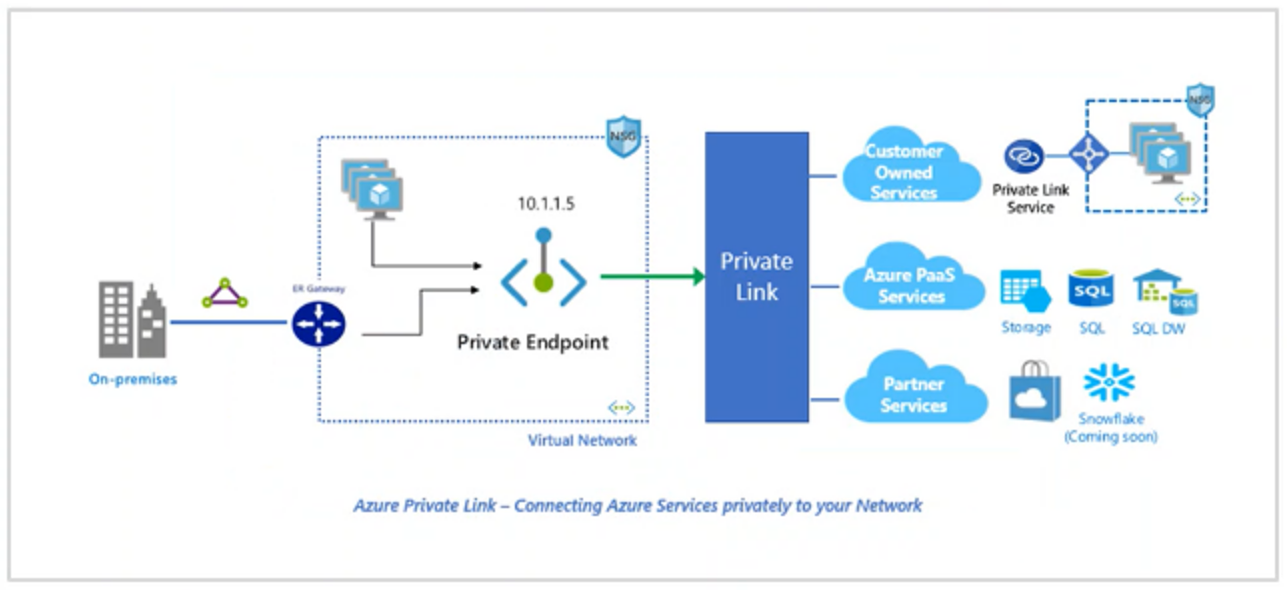 NSG
NSG
Customer
Owned
Services
10.1.1.5
Private Link
Service
Private
Link
ER Gateway
Azure PaaS
Services
SQL
SQL
Private Endpoint
Storage
SQL
SQL DW
On-premises
Partner
Services
Snowflake
(Coming soon)
Virtual Network
Azure Private Link – Connecting Azure Services privately to your Network